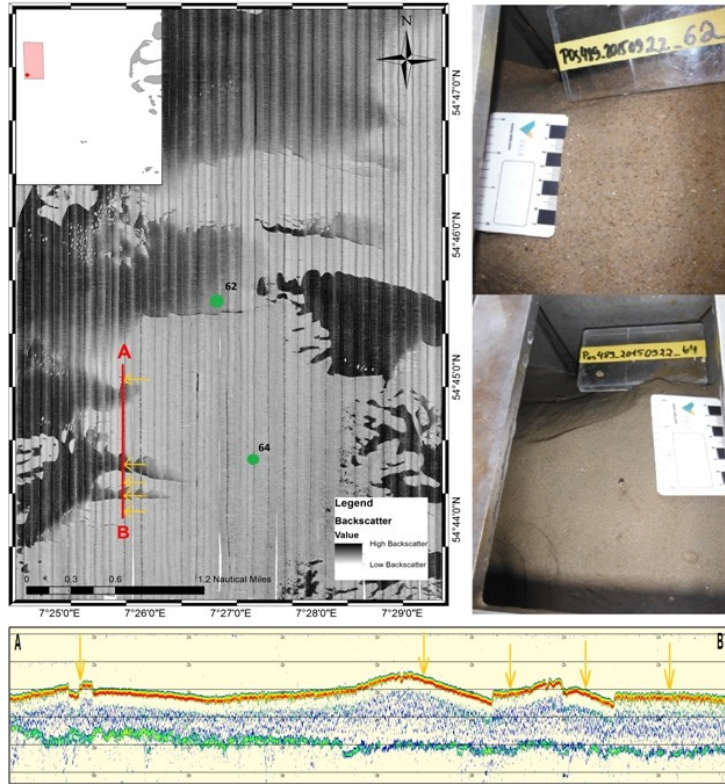 N
54°47'0"N
54°46'0"N
62
A
54°45'0"N
64
B
54°44'0"N
Legend
Backscatter
Value
High Backscatter
Low Backscatter
0 0.3 0.6 1.2 Nautical Miles
7°25'0"E 7°26'0"E 7°27'0"E 7°28'0"E 7°29'0"E
POS489_20150922_62
Pos489_20150922_64
A B